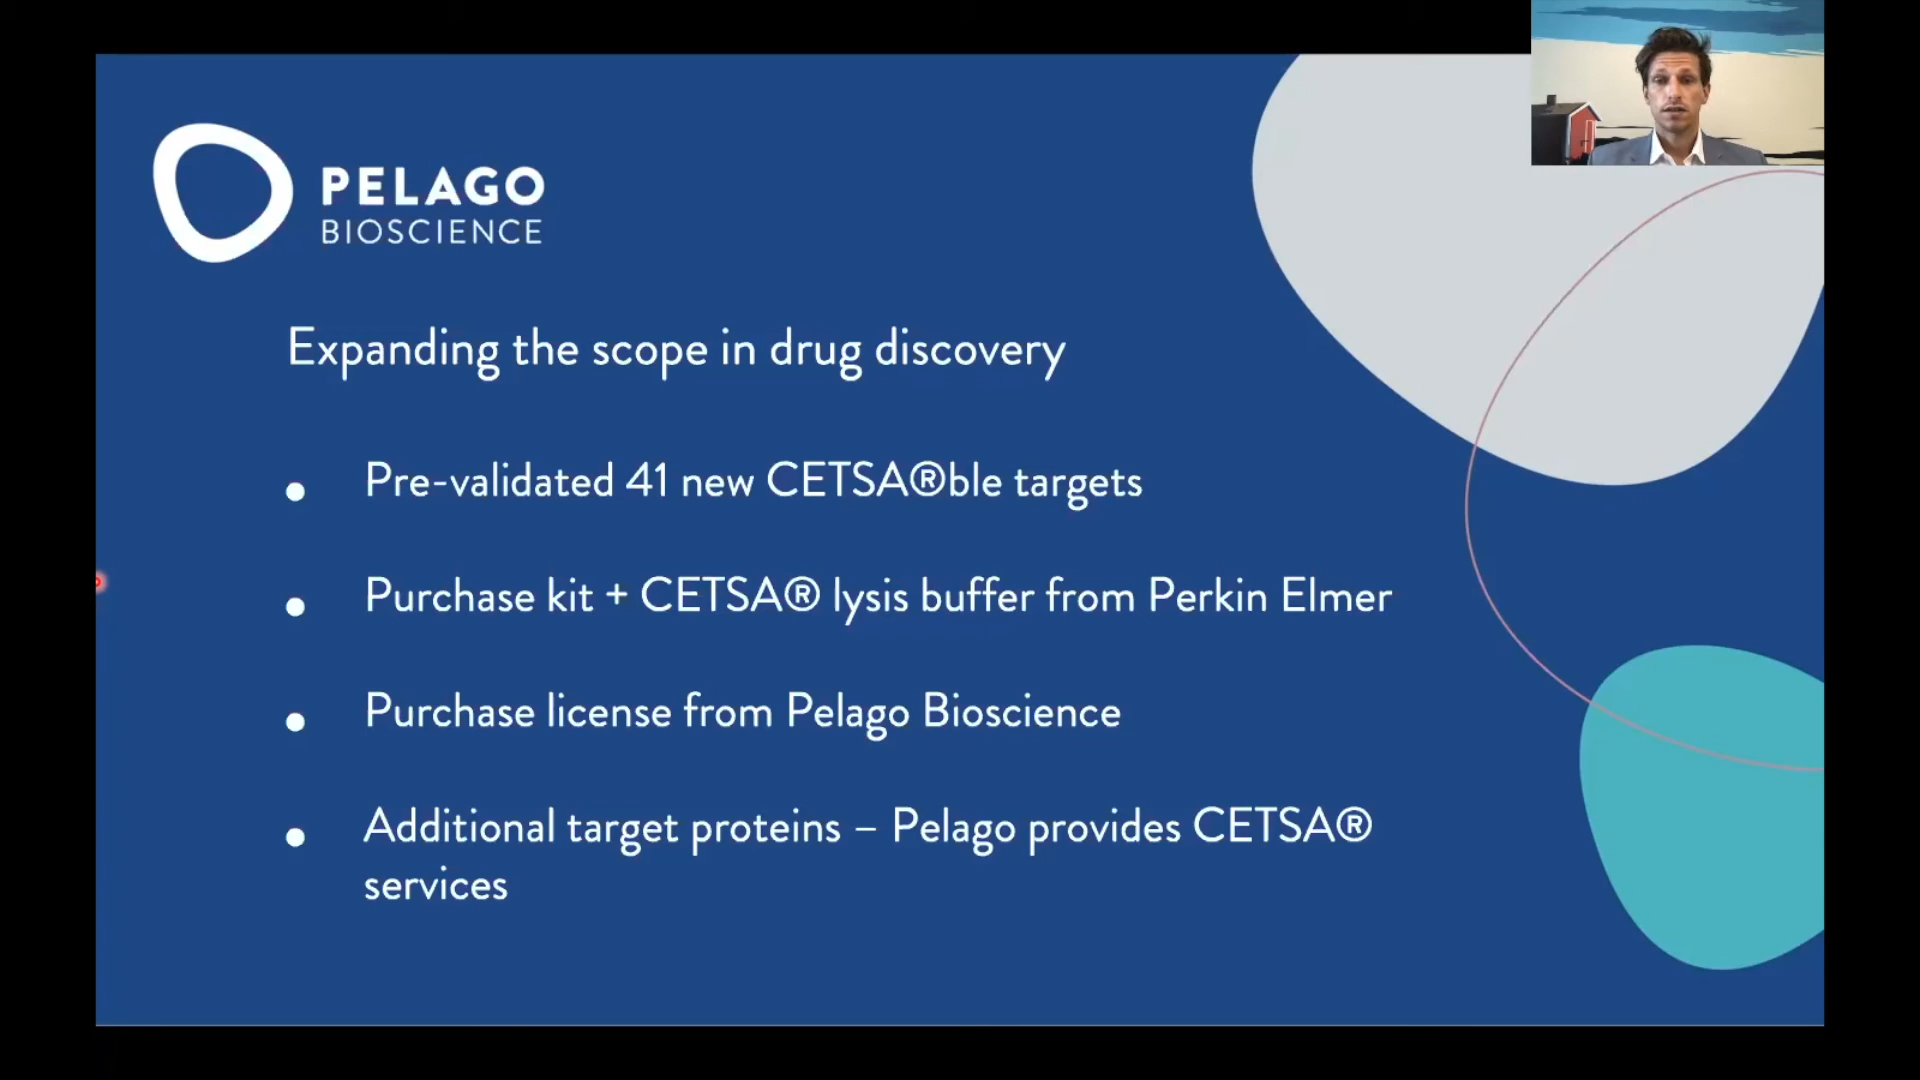 PELAGO
BIOSCIENCE
Expanding the scope in drug discovery
• Pre-validated 41 new CETSA®ble targets
• Purchase kit + CETSA® lysis buffer from Perkin Elmer
• Purchase license from Pelago Bioscience
• Additional target proteins – Pelago provides CETSA®
services